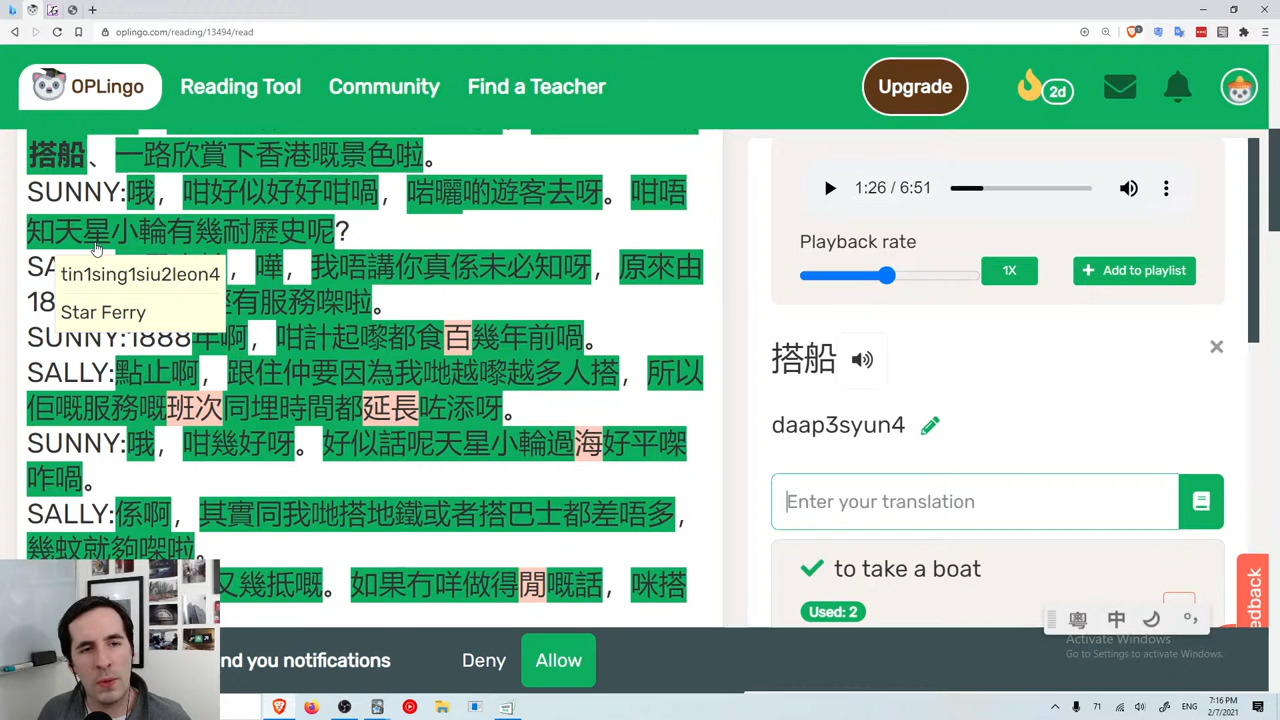 oplingo.com/reading/13494/read
OPLingo
Reading Tool
Community
Find a Teacher
Upgrade
2d
搭船、一路欣賞下香港嘅景色啦。
SUNNY:哦，咁好似好好咁喎，啱曬啲遊客去呀。咁唔
知天星小輪有幾耐歷史呢?
tin1sing1siu2leon4
Star Ferry
，嘩，我唔講你真係未必知呀，原來由
18
有服務㗎啦。
SUNNY:1888年啊，咁計起嚟都食百幾年前喎。
SALLY:點止啊，跟住仲要因為我哋越嚟越多人搭，所以
佢嘅服務嘅班次同埋時間都延長咗添呀。
SUNNY:哦，咁幾好呀。好似話呢天星小輪過海好平㗎
咋喎。
SALLY:係啊，其實同我哋搭地鐵或者搭巴士都差唔多，
幾蚊就夠㗎啦。
又幾抵嘅。如果冇咩做得閒嘅話，咪搭
1:26 / 6:51
Playback rate
1X
+ Add to playlist
搭船
×
daap3syun4
Enter your translation
to take a boat
Used: 2
edback
粵 中
Activate Windows
Go to Settings to activate Windows.
nd you notifications
Deny
Allow
71
ENG
7:16 PM
2/7/2021